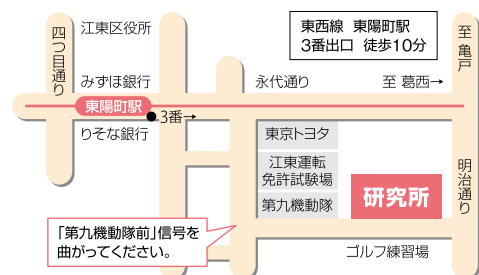 東西線 東陽町駅
3番出口 徒歩10分
四つ目通り
江東区役所
至 亀戸
みずほ銀行
永代通り
至 葛西→
東陽町駅
3番→
りそな銀行
東京トヨタ
江東運転
免許試験場
第九機動隊
研究所
明治通り
「第九機動隊前」信号を
曲がってください。
ゴルフ練習場